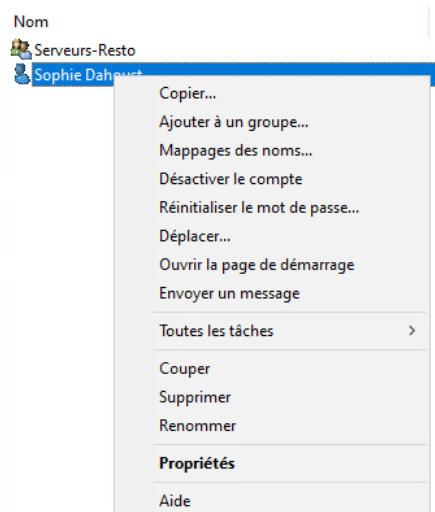 Nom
Serveurs-Resto
Sophie Dahoust
Copier...
Ajouter à un groupe...
Mappages des noms...
Désactiver le compte
Réinitialiser le mot de passe...
Déplacer...
Ouvrir la page de démarrage
Envoyer un message
Toutes les tâches
Couper
Supprimer
Renommer
Propriétés
Aide